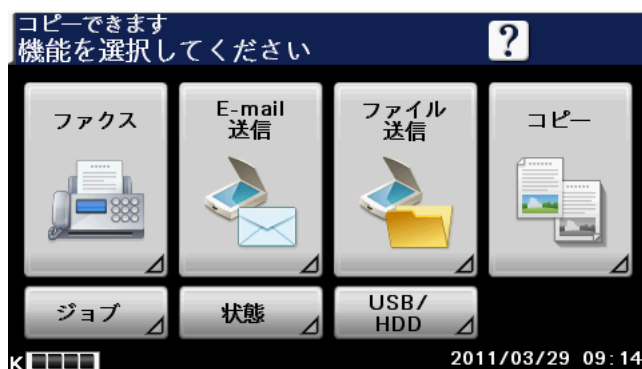 コピーできます
機能を選択してください
?
ファクス
E-mail
送信
ファイル
送信
コピー
ジョブ
状態
USB/
HDD
K
2011/03/29 09:14